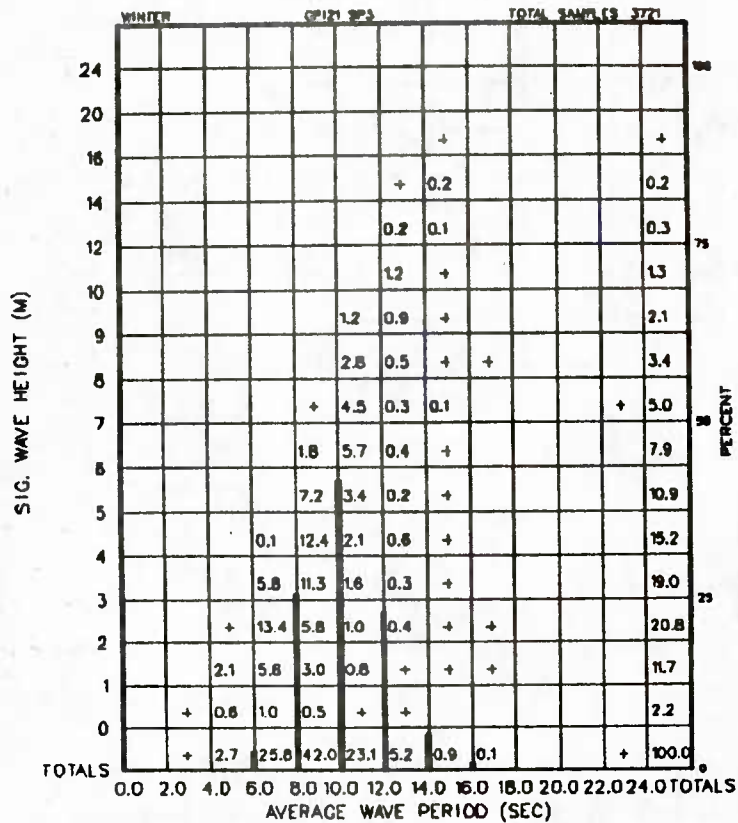 WINTER SP3 TOTAL SAMPLES 3721
24 100
20
+ +
16
+ 0.2 0.2
14
0.2 0.1 0.3
12 75
1.2 + 1.3
10
1.2 0.9 + 2.1
9
2.8 0.5 + + 3.4
8
+ 4.5 0.3 0.1 + 5.0
7 50
1.8 5.7 0.4 + 7.9
6
7.2 3.4 0.2 + 10.9
5
0.1 12.4 2.1 0.6 + 15.2
4
5.8 11.3 1.6 0.3 + 19.0
3 25
+ 13.4 5.8 1.0 0.4 + + 20.8
2
2.1 5.8 3.0 0.8 + + + 11.7
1
+ 0.6 1.0 0.5 + + 2.2
0
+ 2.7 25.8 42.0 23.1 5.2 0.9 0.1 + 100.0
TOTALS 0
0.0 2.0 4.0 6.0 8.0 10.0 12.0 14.0 16.0 18.0 20.0 22.0 24.0 TOTALS
AVERAGE WAVE PERIOD (SEC)
SIG. WAVE HEIGHT (M)
PERCENT